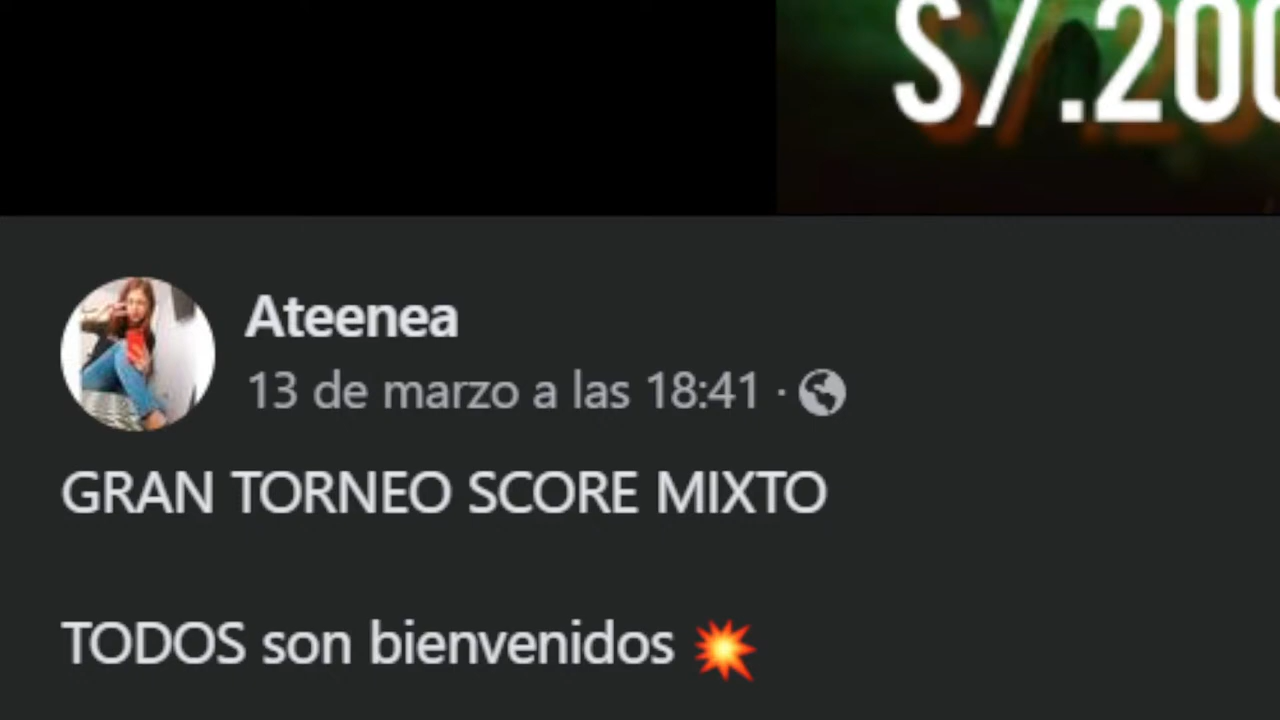 S/.200
Ateenea
13 de marzo a las 18:41 ·
GRAN TORNEO SCORE MIXTO
TODOS son bienvenidos 💥